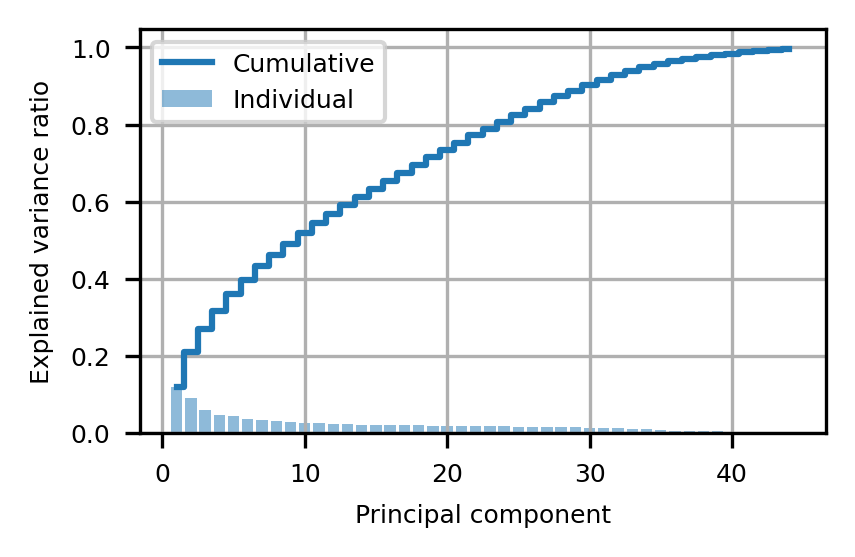 Explained variance ratio
1.0
0.8
0.6
0.4
0.2
0.0
Cumulative
Individual
0 10 20 30 40
Principal component